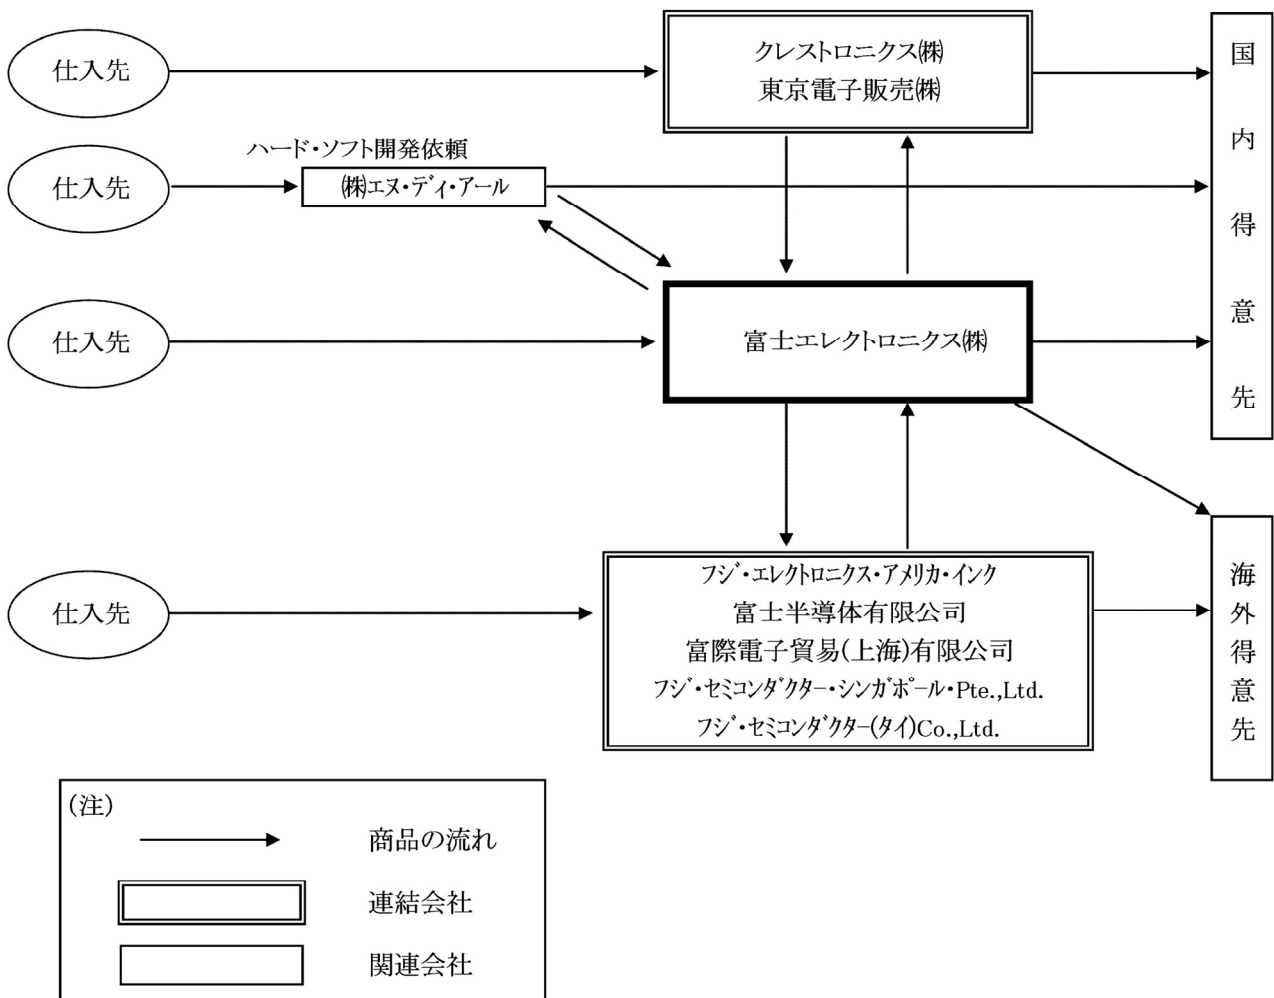 仕入先
クレストロニクス㈱
東京電子販売㈱
国内得意先
ハード・ソフト開発依頼
仕入先
㈱エヌ・ディ・アール
仕入先
富士エレクトロニクス㈱
仕入先
フジ・エレクトロニクス・アメリカ・インク
富士半導体有限公司
富際電子貿易(上海)有限公司
フジ・セミコンダクター・シンガポール・Pte.,Ltd.
フジ・セミコンダクター(タイ)Co.,Ltd.
海外得意先
(注)
商品の流れ
連結会社
関連会社